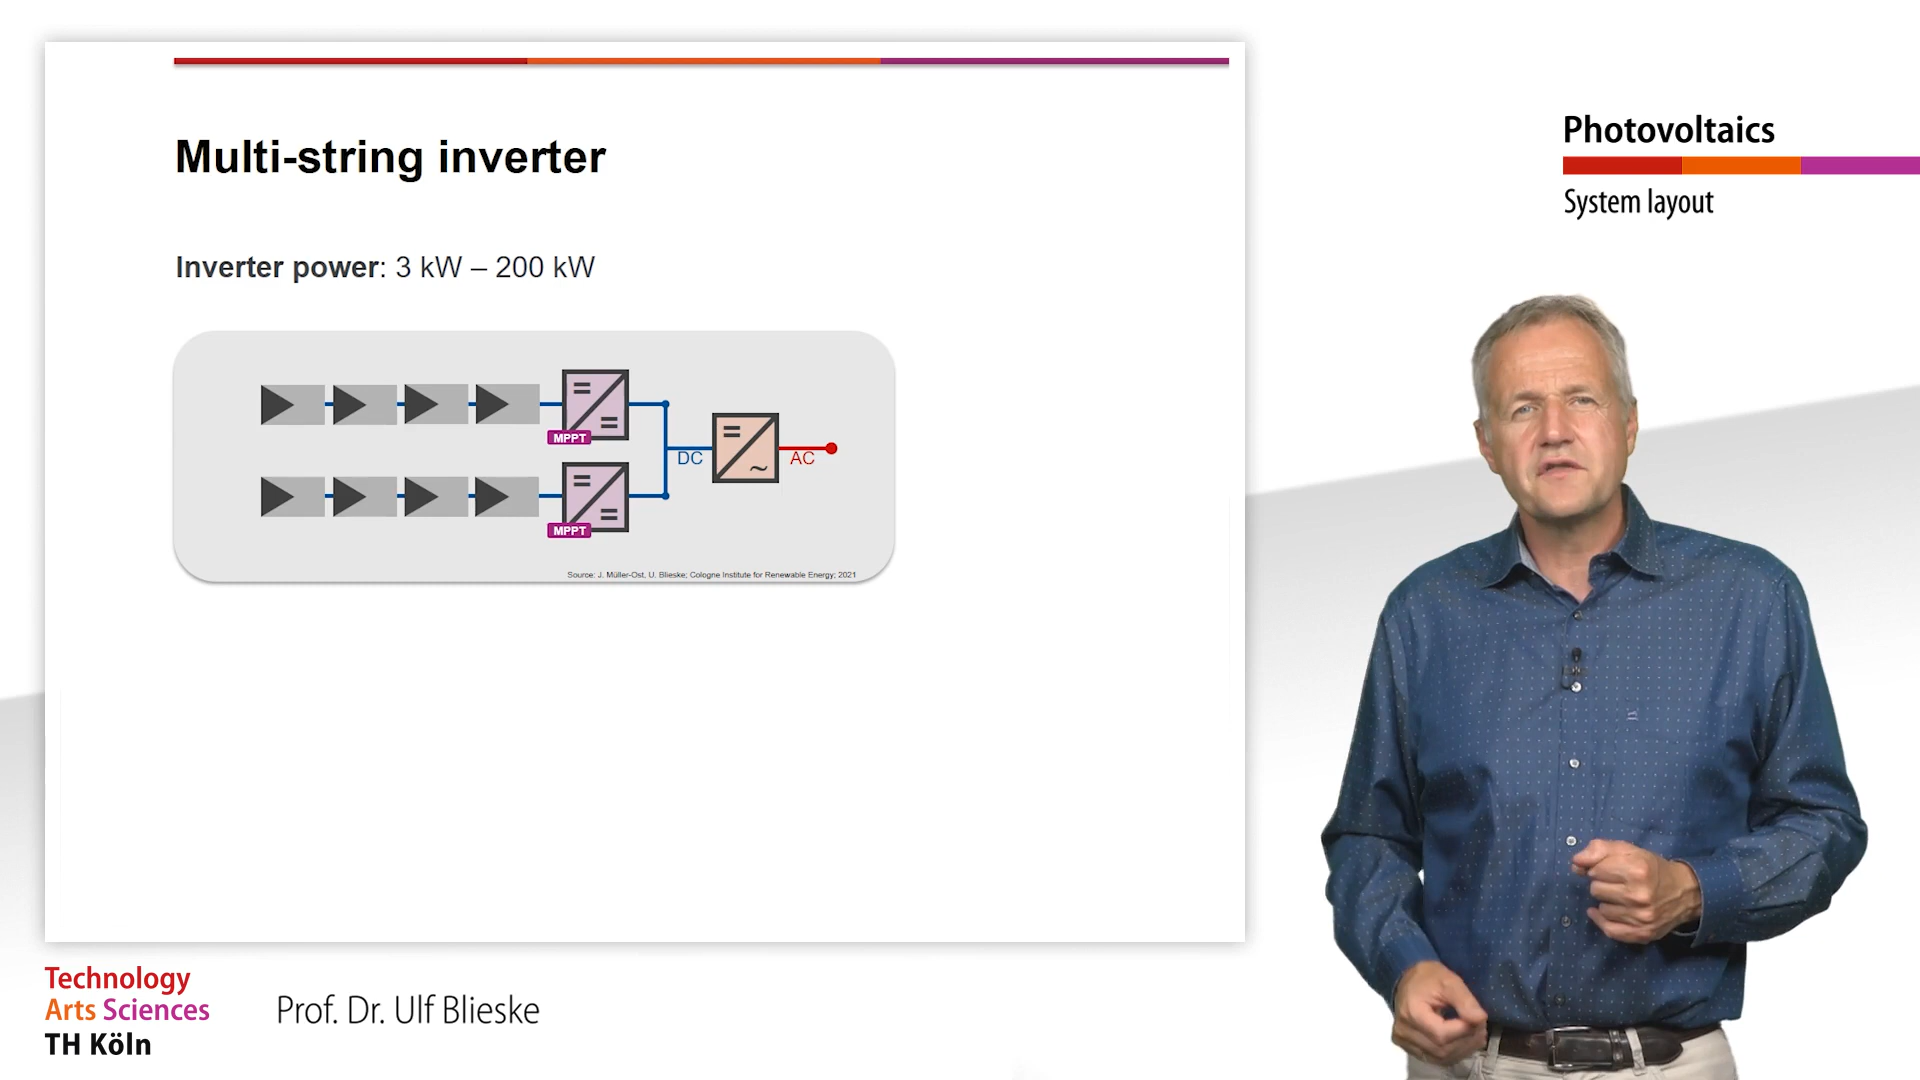 Multi-string inverter
Inverter power: 3 kW – 200 kW
MPPT
DC
AC
MPPT
Source: J. Müller-Ost, U. Blieske; Cologne Institute for Renewable Energy; 2021
Photovoltaics
System layout
Technology
Arts Sciences
TH Köln
Prof. Dr. Ulf Blieske